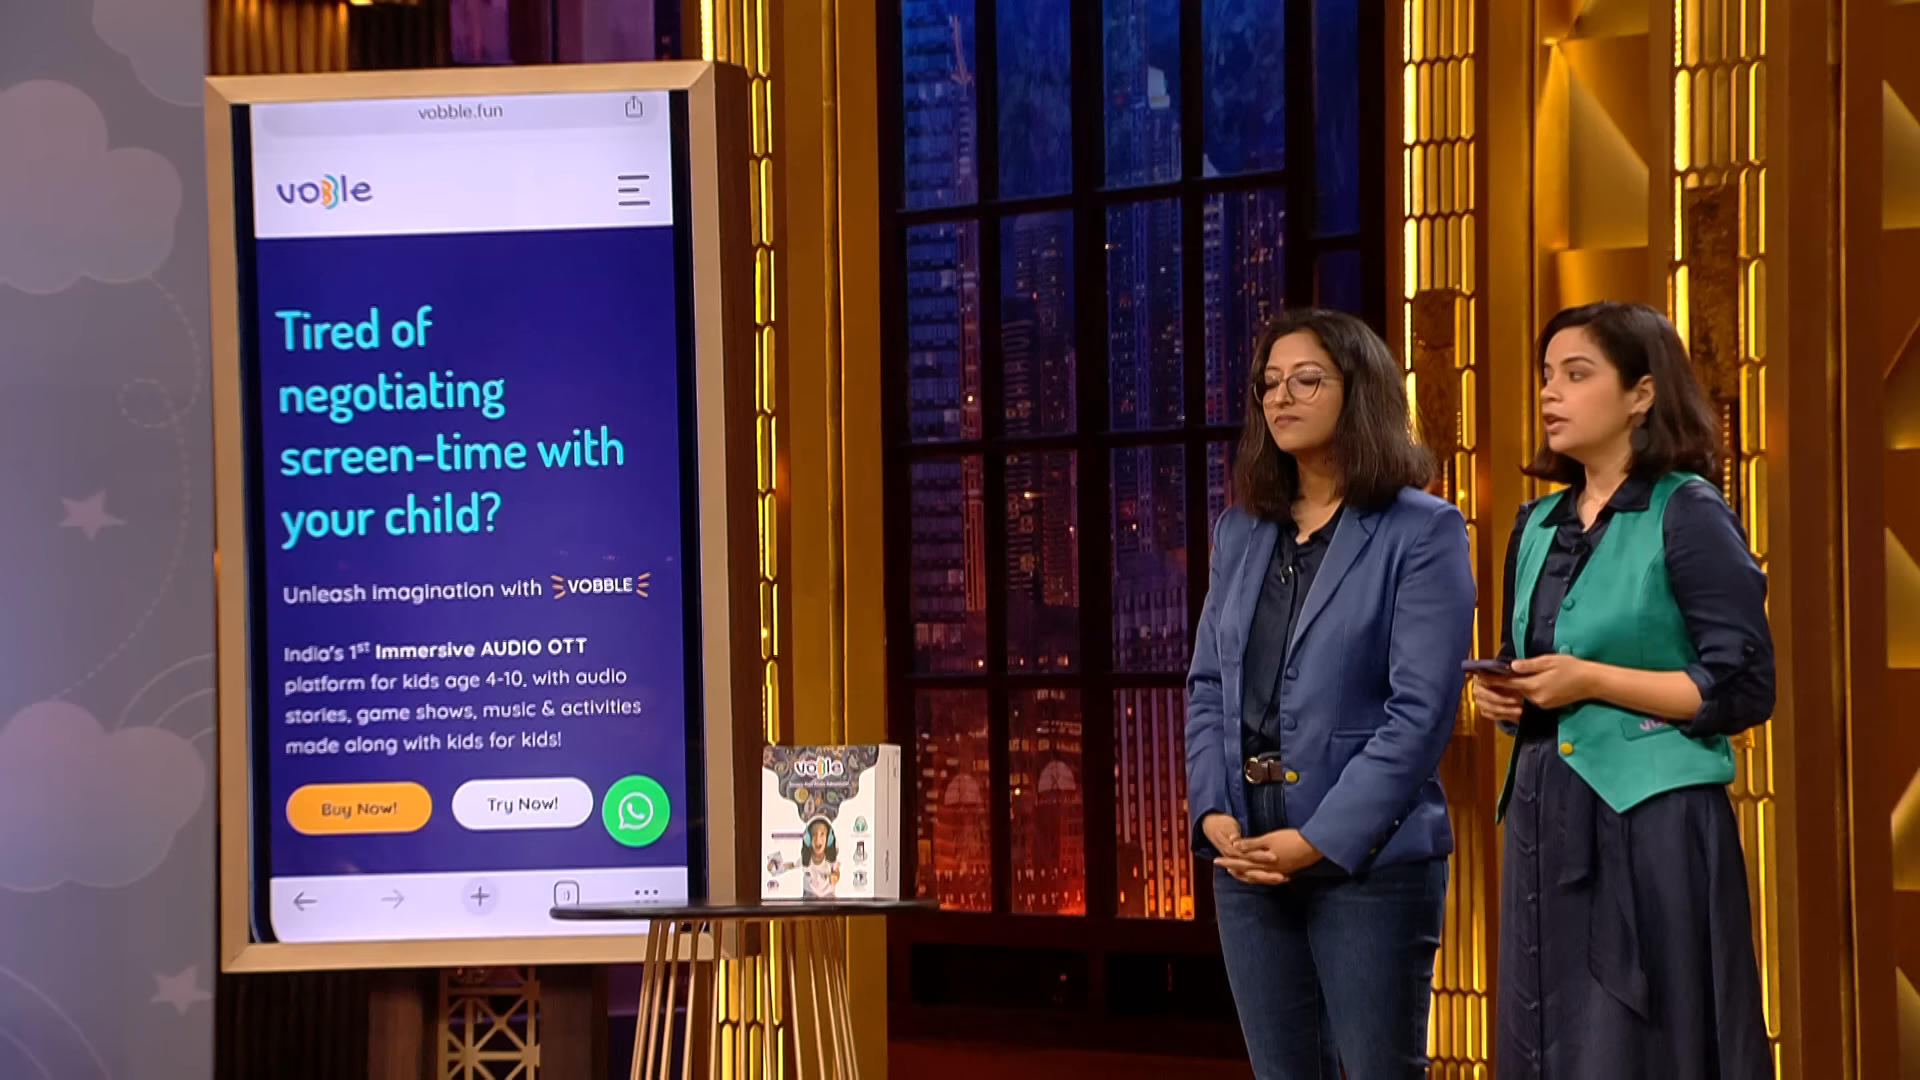 vobble.fun
vobble
Tired of
negotiating
screen-time with
your child?
Unleash imagination with VOBBLE
India's 1st Immersive AUDIO OTT
platform for kids age 4-10, with audio
stories, game shows, music & activities
made along with kids for kids!
Buy Now!
Try Now!
:)
vobble